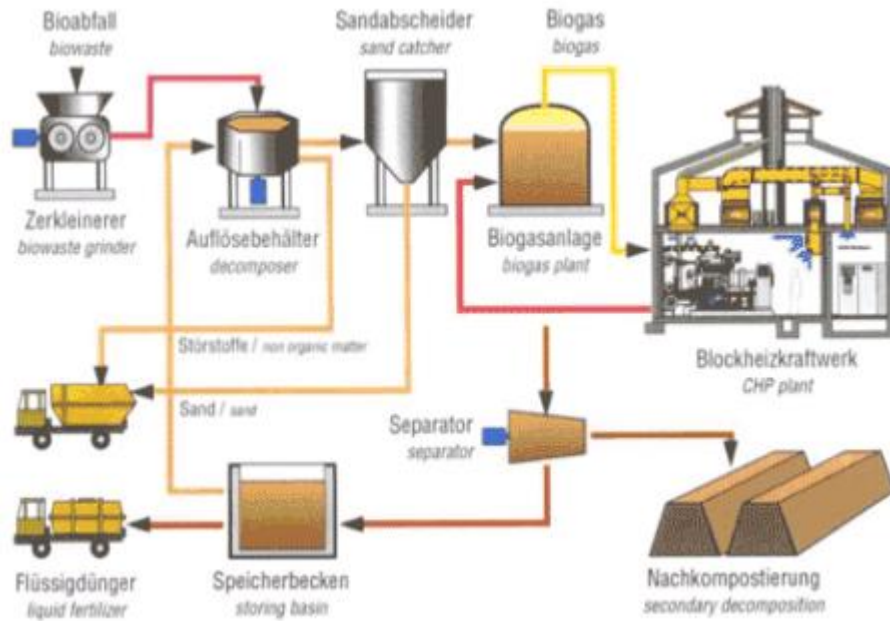 Bioabfall
biowaste
Sandabscheider
sand catcher
Biogas
biogas
Zerkleinerer
biowaste grinder
Auflösebehälter
decomposer
Biogasanlage
biogas plant
Störstoffe / non organic matter
Blockheizkraftwerk
CHP plant
Sand / sand
Separator
separator
Flüssigdünger
liquid fertilizer
Speicherbecken
storing basin
Nachkompostierung
secondary decomposition